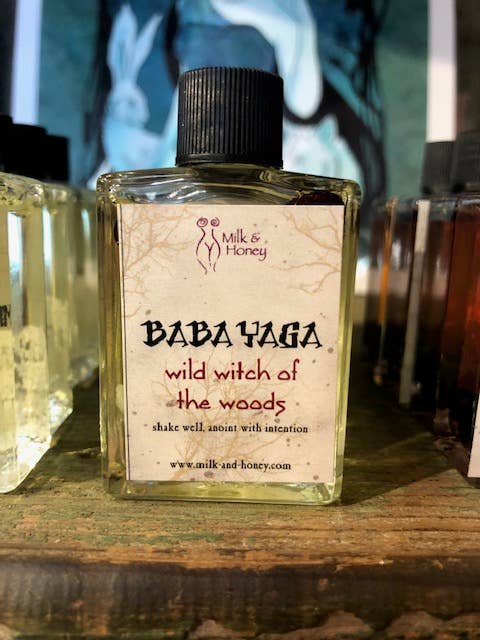 Milk &
Honey
BABA YAGA
wild witch of
the woods
shake well, anoint with intention
www.milk-and-honey.com